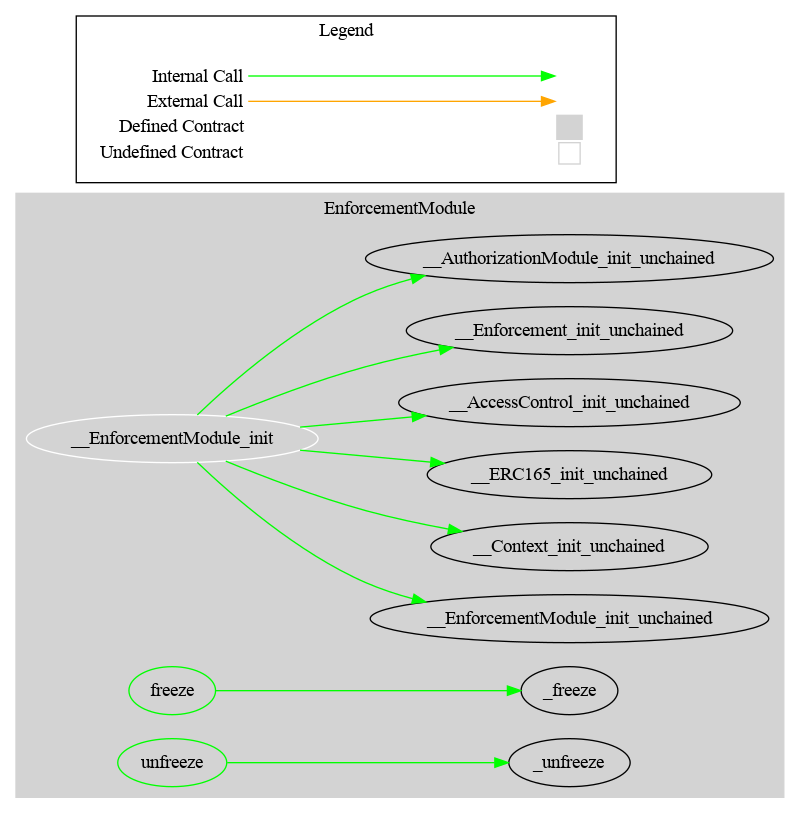 Legend
Internal Call
External Call
Defined Contract
Undefined Contract
EnforcementModule
__AuthorizationModule_init_unchained
__Enforcement_init_unchained
__AccessControl_init_unchained
__EnforcementModule_init
__ERC165_init_unchained
__Context_init_unchained
__EnforcementModule_init_unchained
freeze
_freeze
unfreeze
_unfreeze